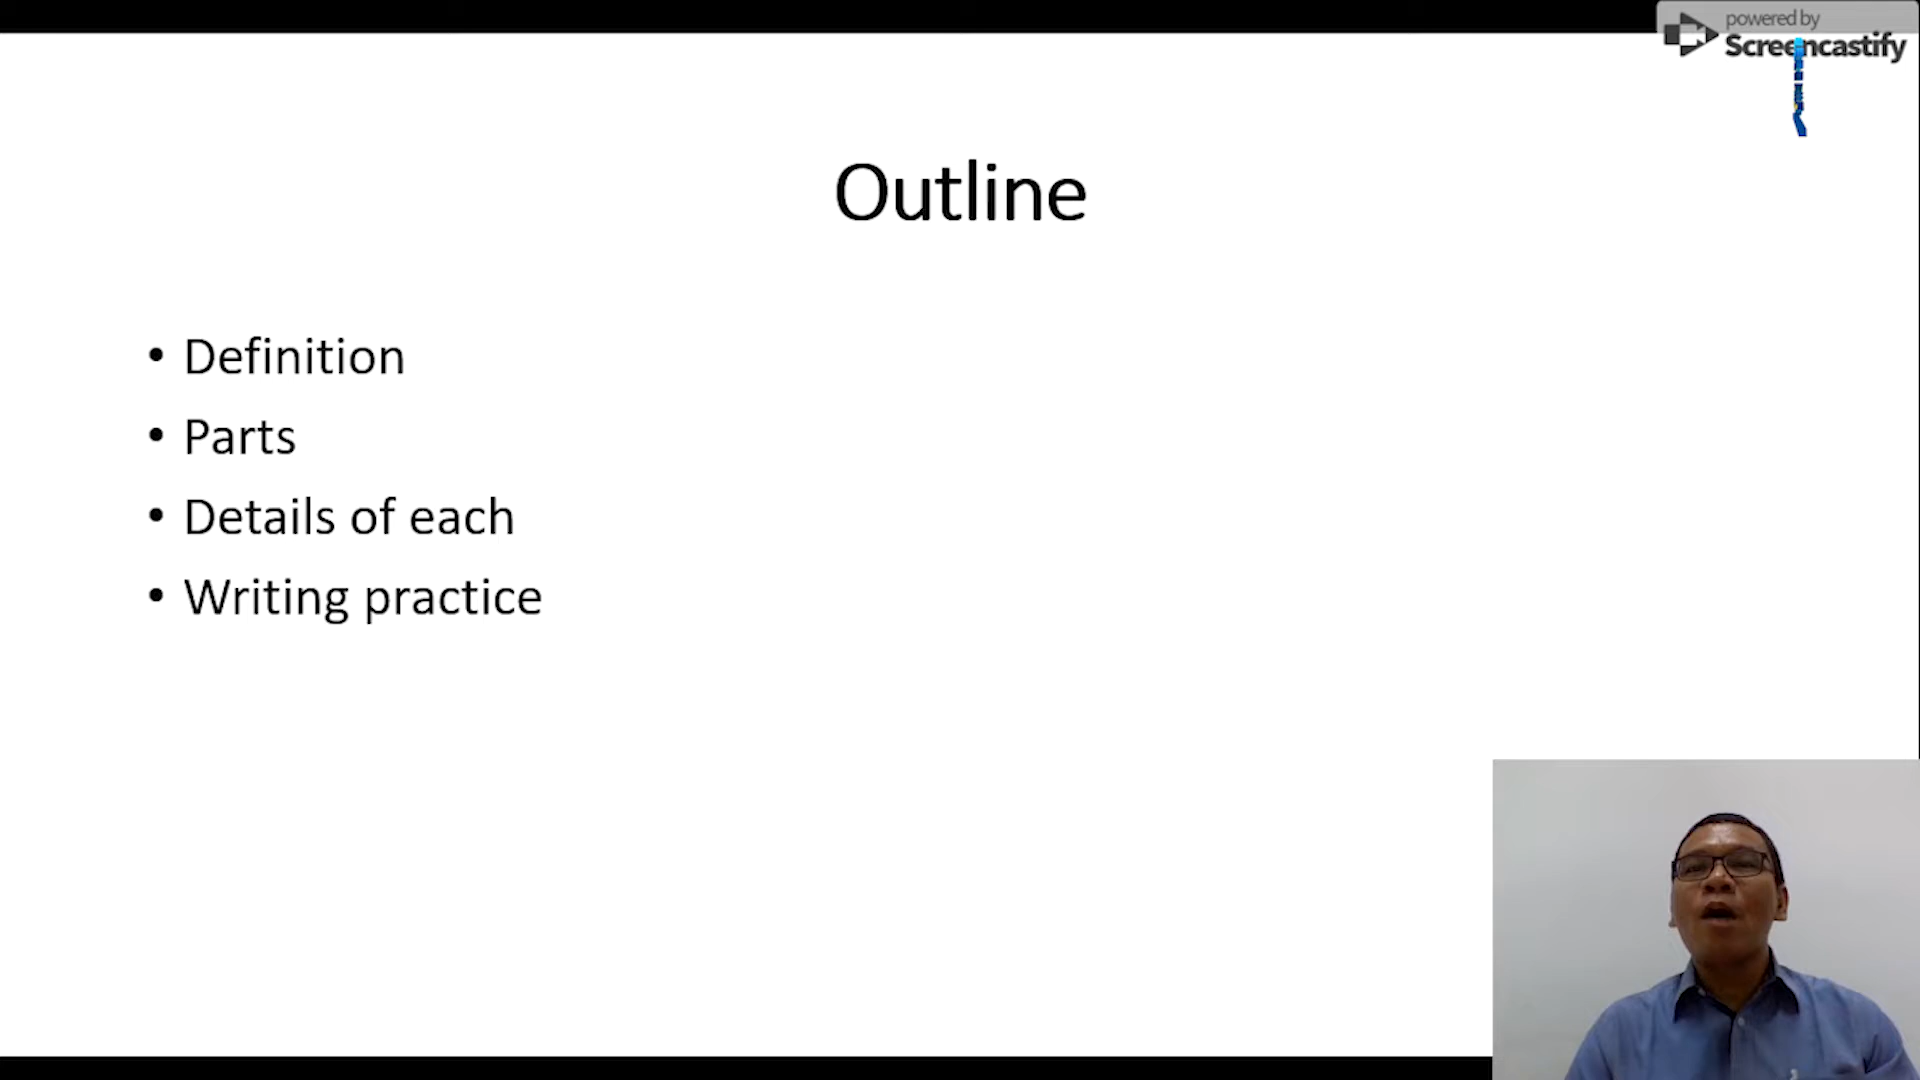 powered by
Screencastify
Outline
• Definition
• Parts
• Details of each
• Writing practice